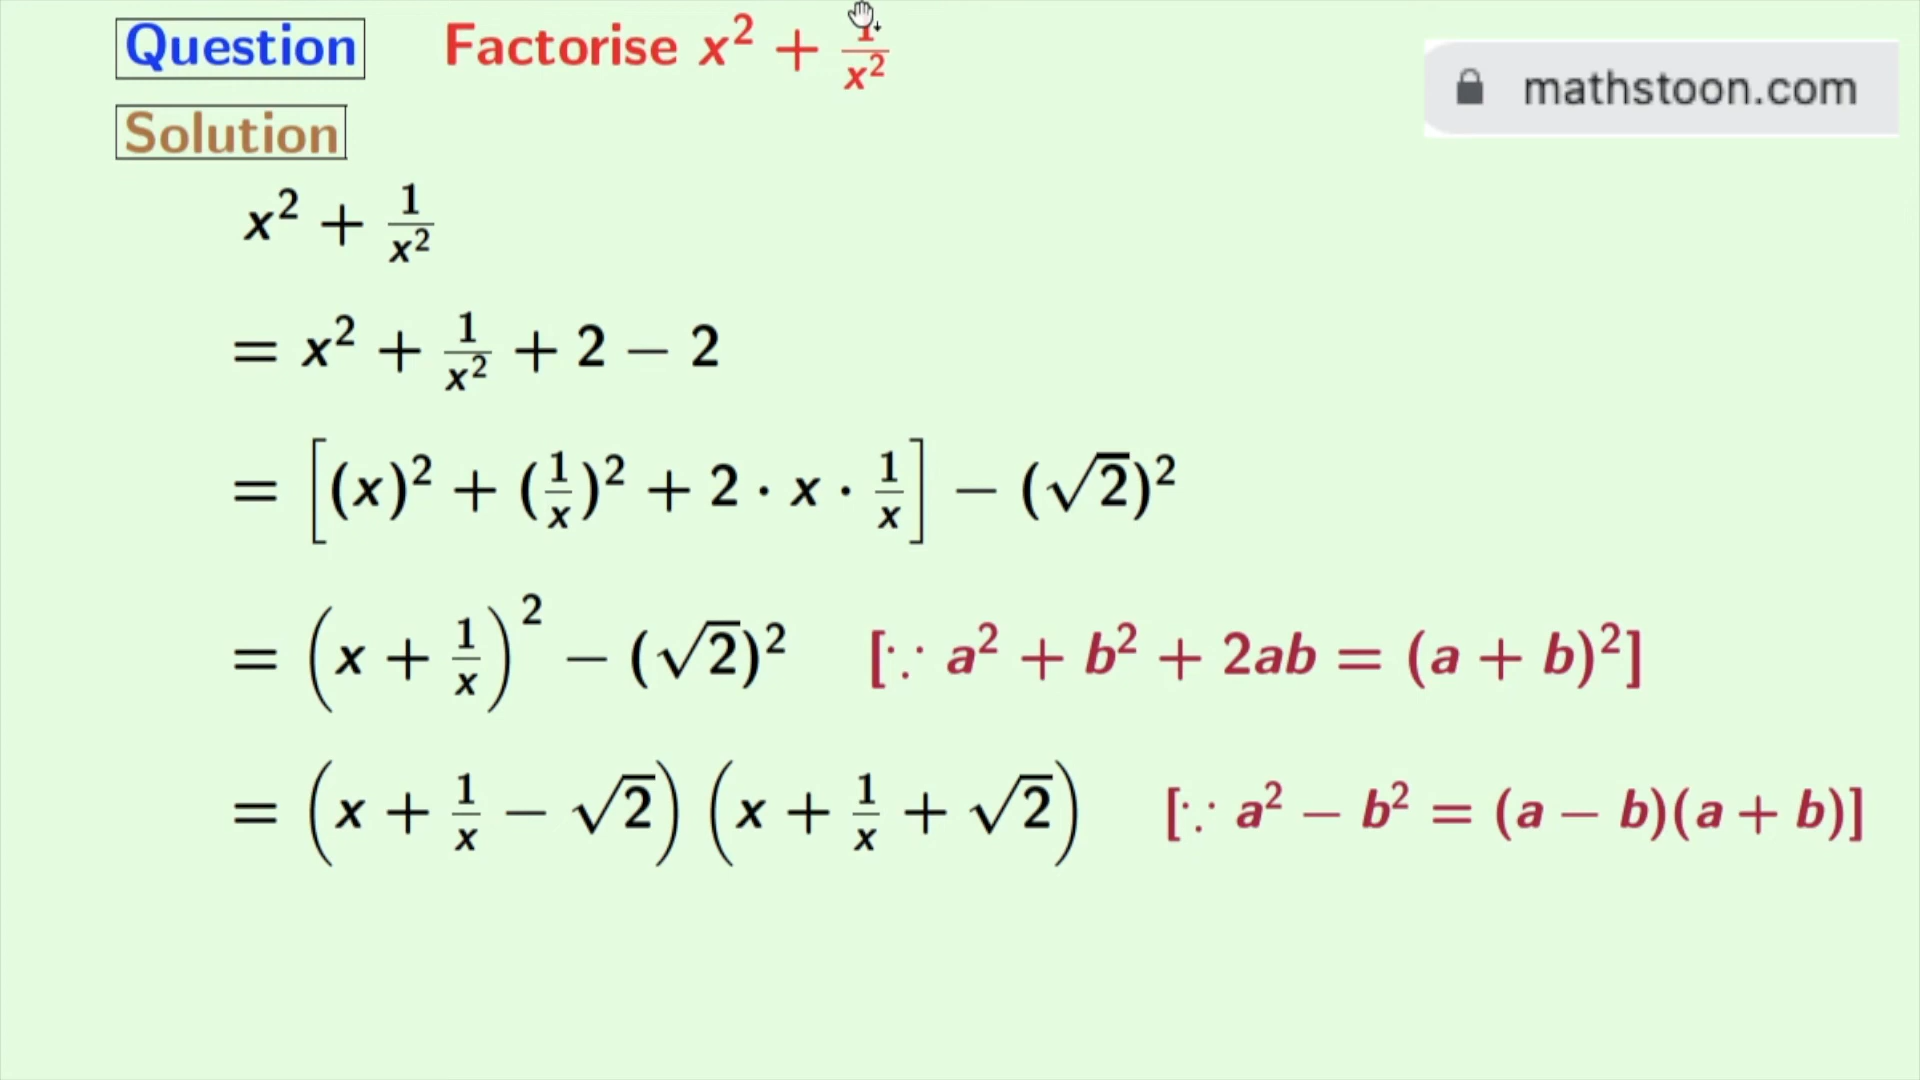 Question Factorise x² + 1/x²
mathstoon.com
Solution
x² + 1/x²
= x² + 1/x² + 2 − 2
= [(x)² + (1/x)² + 2 · x · 1/x] − (√2)²
= (x + 1/x)² − (√2)² [∵ a² + b² + 2ab = (a + b)²]
= (x + 1/x − √2) (x + 1/x + √2) [∵ a² − b² = (a − b)(a + b)]